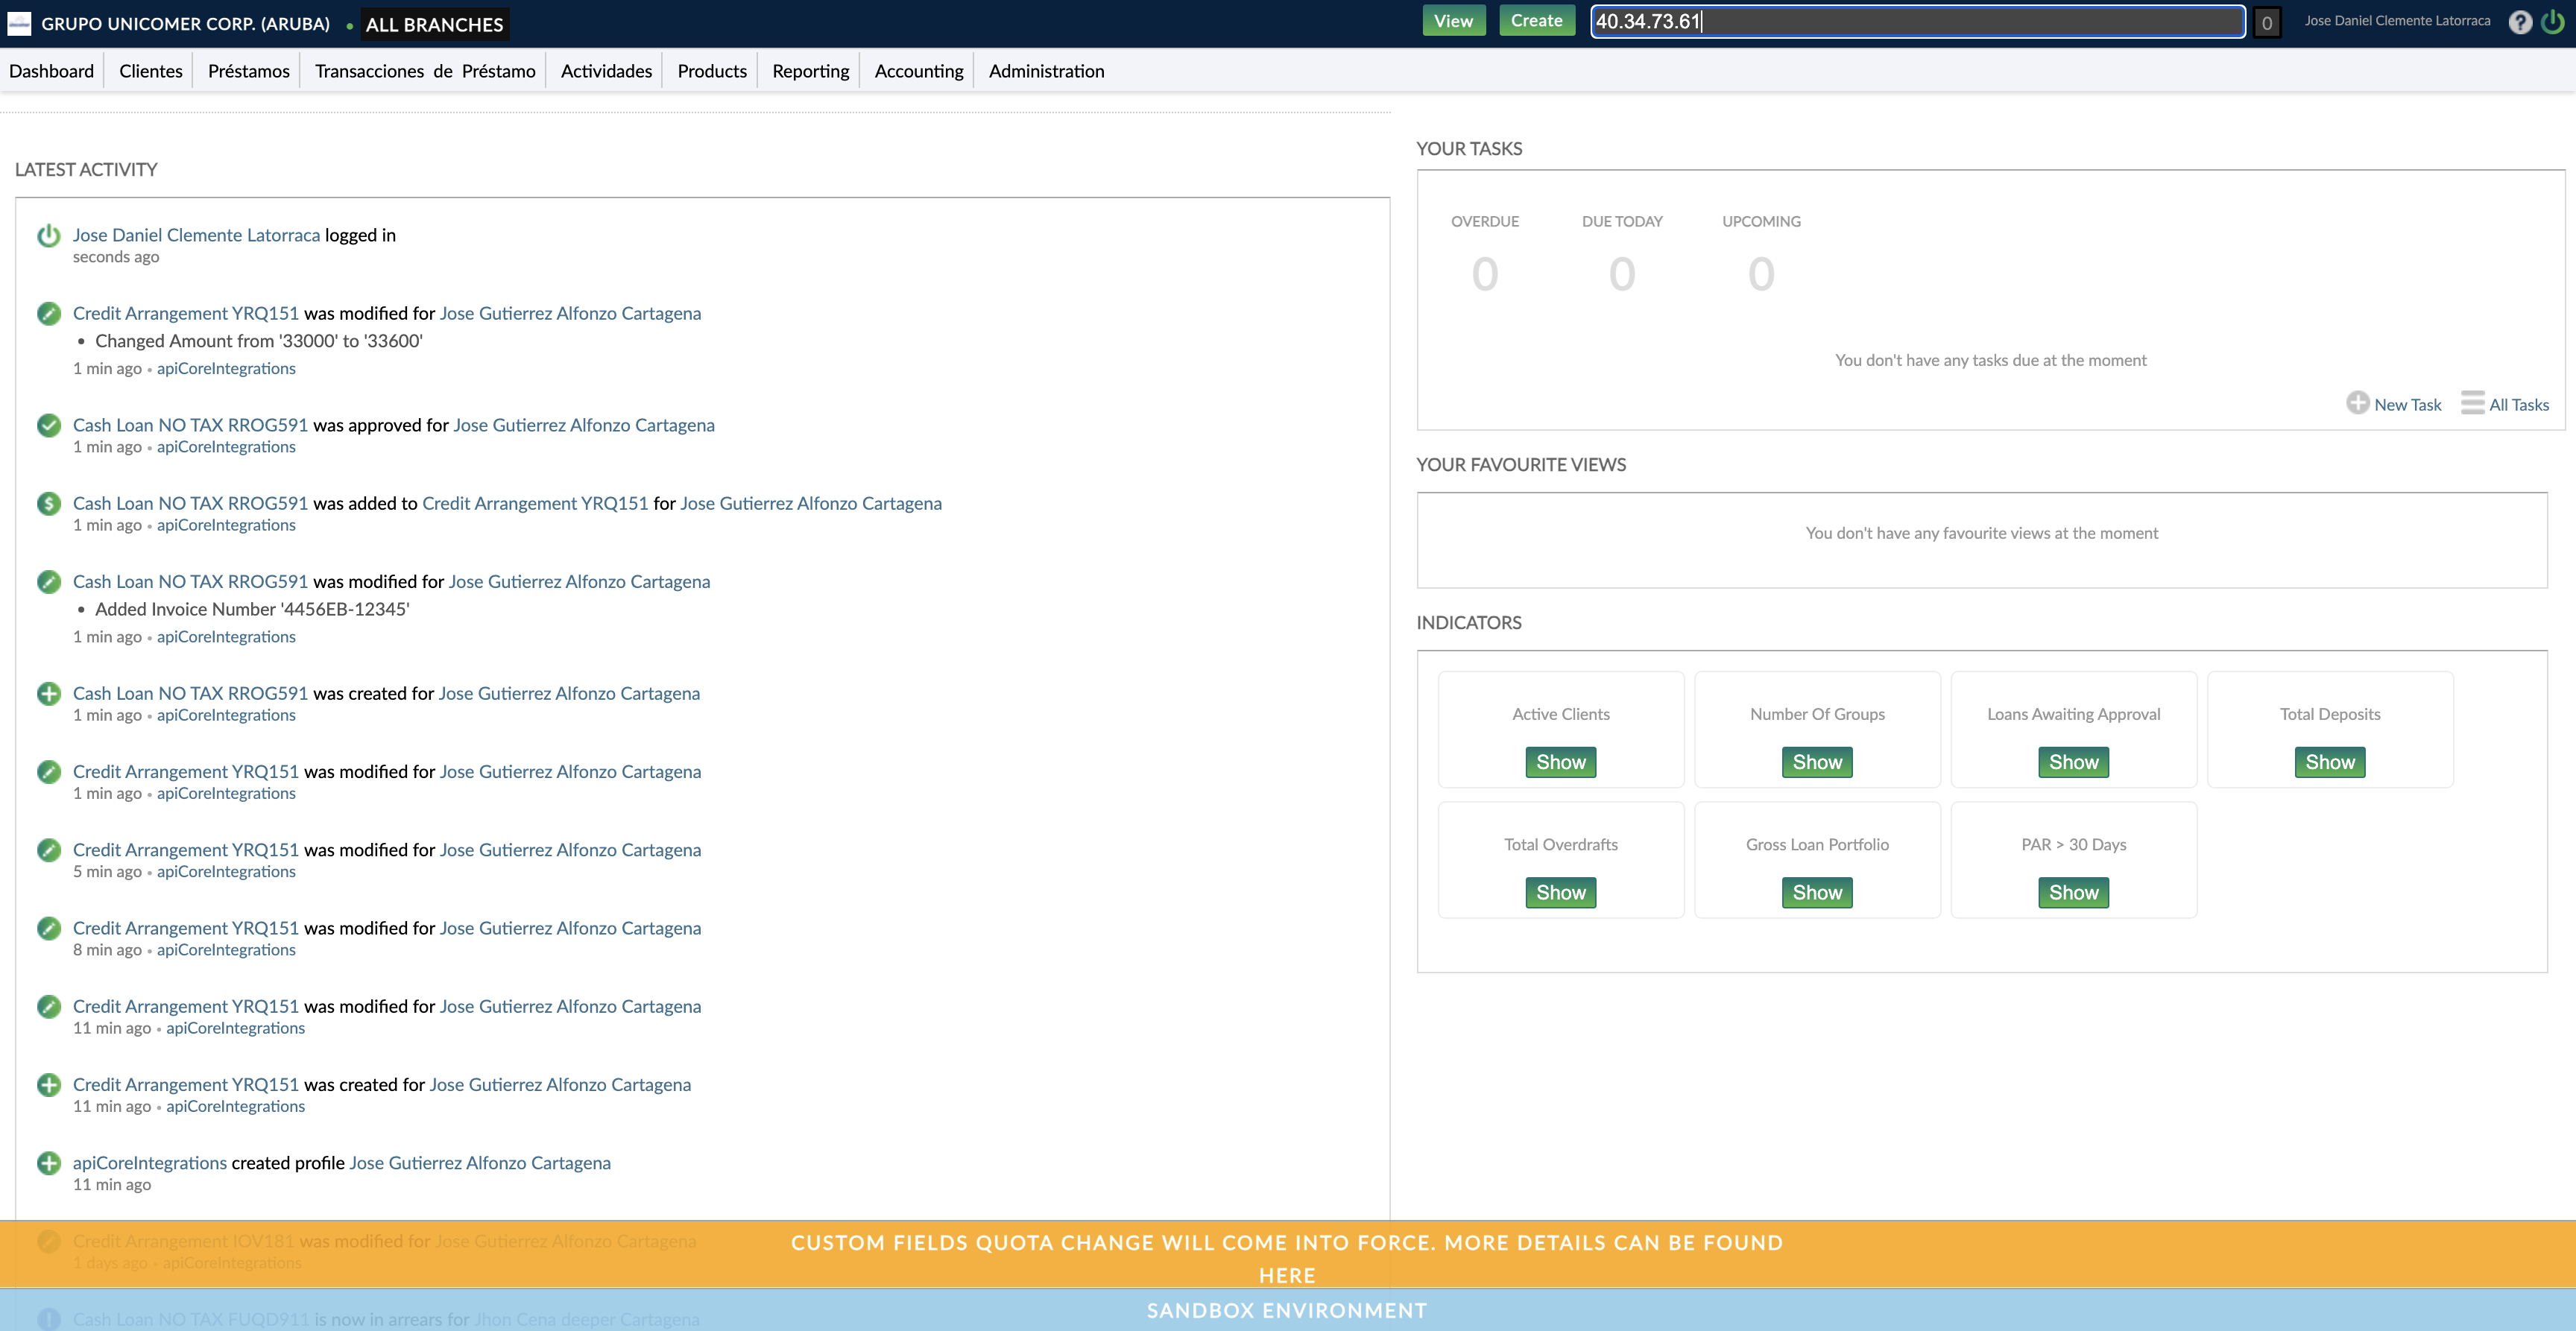 GRUPO UNICOMER CORP. (ARUBA) • ALL BRANCHES
View Create 40.34.73.61 0 Jose Daniel Clemente Latorraca ?
Dashboard Clientes Préstamos Transacciones de Préstamo Actividades Products Reporting Accounting Administration
LATEST ACTIVITY
Jose Daniel Clemente Latorraca logged in
seconds ago
Credit Arrangement YRQ151 was modified for Jose Gutierrez Alfonzo Cartagena
• Changed Amount from '33000' to '33600'
1 min ago • apiCoreIntegrations
Cash Loan NO TAX RROG591 was approved for Jose Gutierrez Alfonzo Cartagena
1 min ago • apiCoreIntegrations
Cash Loan NO TAX RROG591 was added to Credit Arrangement YRQ151 for Jose Gutierrez Alfonzo Cartagena
1 min ago • apiCoreIntegrations
Cash Loan NO TAX RROG591 was modified for Jose Gutierrez Alfonzo Cartagena
• Added Invoice Number '4456EB-12345'
1 min ago • apiCoreIntegrations
Cash Loan NO TAX RROG591 was created for Jose Gutierrez Alfonzo Cartagena
1 min ago • apiCoreIntegrations
Credit Arrangement YRQ151 was modified for Jose Gutierrez Alfonzo Cartagena
1 min ago • apiCoreIntegrations
Credit Arrangement YRQ151 was modified for Jose Gutierrez Alfonzo Cartagena
5 min ago • apiCoreIntegrations
Credit Arrangement YRQ151 was modified for Jose Gutierrez Alfonzo Cartagena
8 min ago • apiCoreIntegrations
Credit Arrangement YRQ151 was modified for Jose Gutierrez Alfonzo Cartagena
11 min ago • apiCoreIntegrations
Credit Arrangement YRQ151 was created for Jose Gutierrez Alfonzo Cartagena
11 min ago • apiCoreIntegrations
apiCoreIntegrations created profile Jose Gutierrez Alfonzo Cartagena
11 min ago
Credit Arrangement IOV181 was modified for Jose Gutierrez Alfonzo Cartagena
1 days ago • apiCoreIntegrations
Cash Loan NO TAX FUQD911 is now in arrears for Jhon Cena deeper Cartagena
YOUR TASKS
OVERDUE DUE TODAY UPCOMING
0 0 0
You don't have any tasks due at the moment
New Task All Tasks
YOUR FAVOURITE VIEWS
You don't have any favourite views at the moment
INDICATORS
Active Clients Number Of Groups Loans Awaiting Approval Total Deposits
Show Show Show Show
Total Overdrafts Gross Loan Portfolio PAR > 30 Days
Show Show Show
CUSTOM FIELDS QUOTA CHANGE WILL COME INTO FORCE. MORE DETAILS CAN BE FOUND
HERE
SANDBOX ENVIRONMENT